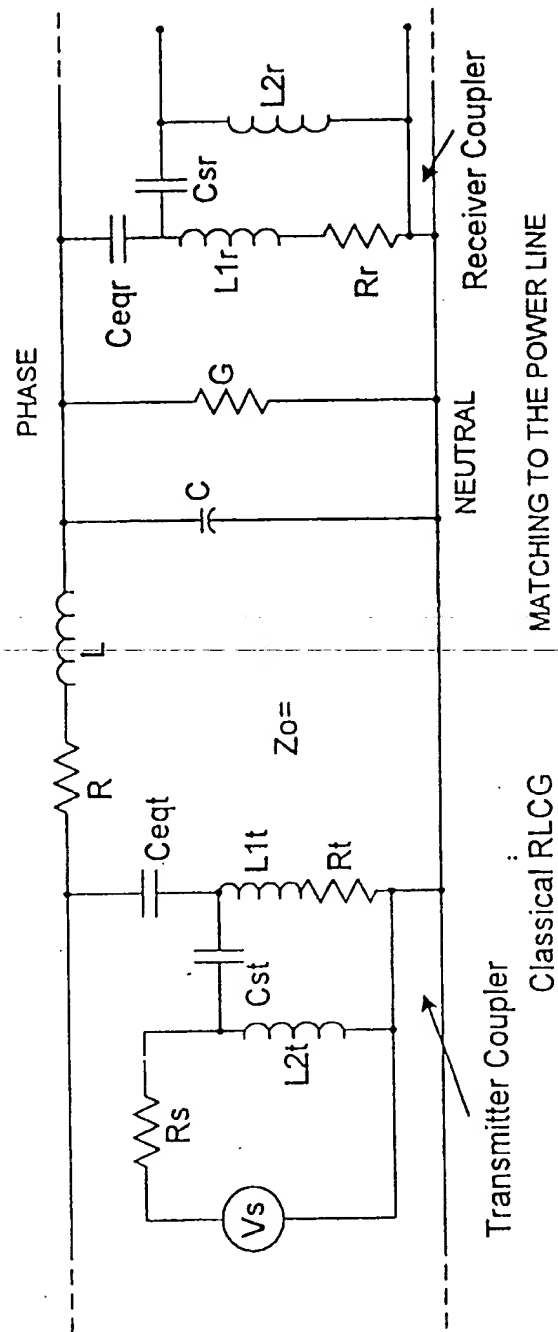 PHASE
R
L
C
G
Ceqt
Ceqr
Cst
Csr
L1t
L1r
L2t
L2r
Rt
Rr
Rs
Vs
Zo=
NEUTRAL
Transmitter Coupler
Receiver Coupler
Classical RLCG
MATCHING TO THE POWER LINE